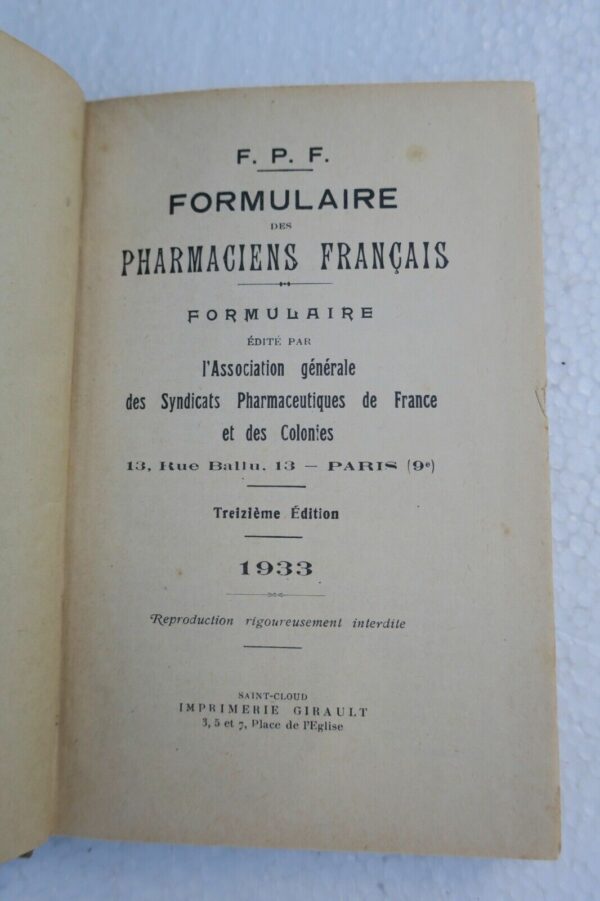 F. P. F.
FORMULAIRE
DES
PHARMACIENS FRANÇAIS
FORMULAIRE
ÉDITÉ PAR
l'Association générale
des Syndicats Pharmaceutiques de France
et des Colonies
13, Rue Ballu, 13 — PARIS (9e)
Treizième Édition
1933
Reproduction rigoureusement interdite
SAINT-CLOUD
IMPRIMERIE GIRAULT
3, 5 et 7, Place de l'Eglise